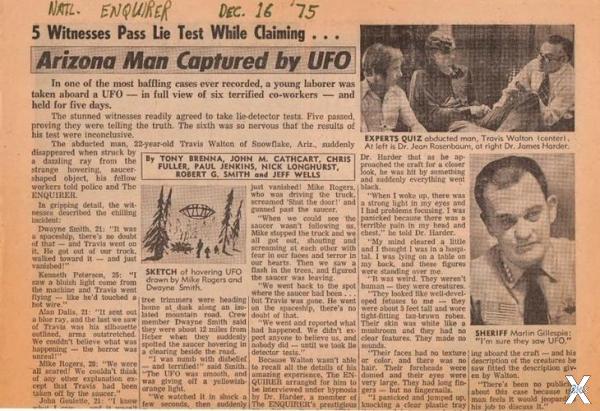 NATL. ENQUIRER DEC. 16 '75
5 Witnesses Pass Lie Test While Claiming . . .
Arizona Man Captured by UFO
In one of the most baffling cases ever recorded, a young laborer was
taken aboard a UFO — in full view of six terrified co-workers — and
held for five days.
The stunned witnesses readily agreed to take lie-detector tests. Five passed,
proving they were telling the truth. The sixth was so nervous that the results of
his test were inconclusive.
The abducted man, 22-year-old Travis Walton of Snowflake, Ariz., suddenly
disappeared when struck by
a dazzling ray from the
strange hovering, saucer-
shaped object, his fellow
workers told police and The
ENQUIRER.
In gripping detail, the wit-
nesses described the chilling
incident:
Dwayne Smith, 21: "It was
a spaceship, there's no doubt
of that — and Travis went on
it. He got out of our truck,
walked toward it — and just
vanished!"
Kenneth Peterson, 25: "I
saw a bluish light come from
the machine and Travis went
flying — like he'd touched a
hot wire."
Alan Dalis, 21: "It sent out
a blue ray, and the last we saw
of Travis was his silhouette
outlined, arms outstretched.
We couldn't believe what was
happening — the horror was
unreal!"
Mike Rogers, 28: "We were
all scared! We couldn't think
of any other explanation ex-
cept that Travis had been
taken off by the saucer."
John Goulette, 21: "I know
By TONY BRENNA, JOHN M. CATHCART, CHRIS
FULLER, PAUL JENKINS, NICK LONGHURST,
ROBERT G. SMITH and JEFF WELLS
SKETCH of hovering UFO
drawn by Mike Rogers and
Dwayne Smith.
tree trimmers were heading
home at dusk along an iso-
lated mountain road. Crew
member Dwayne Smith said
they were about 12 miles from
Heber when they suddenly
spotted the saucer hovering in
a clearing beside the road.
"I was numb with disbelief
— and terrified!" said Smith.
"The UFO was smooth, and
was giving off a yellowish-
orange light.
"We watched it in shock a
few seconds, then suddenly
just vanished! Mike Rogers,
who was driving the truck,
screamed 'Shut the door!' and
gunned past the saucer.
"When we could see the
saucer wasn't following us,
Mike stopped the truck and we
all got out, shouting and
screaming at each other with
fear in our faces and terror in
our hearts. Then we saw a
flash in the trees, and figured
the saucer was leaving.
"We went back to the spot
where the saucer had been . . .
but Travis was gone. He went
on the spaceship, there's no
doubt of that.
"We went and reported what
had happened. We didn't ex-
pect anyone to believe us, and
nobody did — until we took lie
detector tests."
Because Walton wasn't able
to recall all the details of his
amazing experience, The EN-
QUIRER arranged for him to
be interviewed under hypnosis
by Dr. Harder, a member of
The ENQUIRER's prestigious
EXPERTS QUIZ abducted man, Travis Walton (center).
At left is Dr. Jean Rosenbaum, at right Dr. James Harder.
Dr. Harder that as he ap-
proached the craft for a closer
look, he was hit by something
and suddenly everything went
black.
"When I woke up, there was
a strong light in my eyes and
I had problems focusing. I was
panicked because there was a
terrible pain in my head and
chest," he told Dr. Harder.
"My mind cleared a little
and I thought I was in a hospi-
tal. I was lying on a table on
my back, and these figures
were standing over me.
"It was weird. They weren't
human — they were creatures.
"They looked like well-devel-
oped fetuses to me — they
were about 5 feet tall and wore
tight-fitting tan-brown robes.
Their skin was white like a
mushroom and they had no
clear features. They made no
sounds.
"Their faces had no texture
or color, and there was no
hair. Their foreheads were
domed and their eyes were
very large. They had long fin-
gers — but no fingernails.
"I panicked and jumped up,
knocking a clear plastic tray
SHERIFF Marlin Gillespie:
"I'm sure they saw UFO."
ing aboard the craft — and his
description of the creatures he
saw fitted the description giv-
en by Walton.
"There's been no
about this case because
man feels it would jeopard
his job to discuss it
X